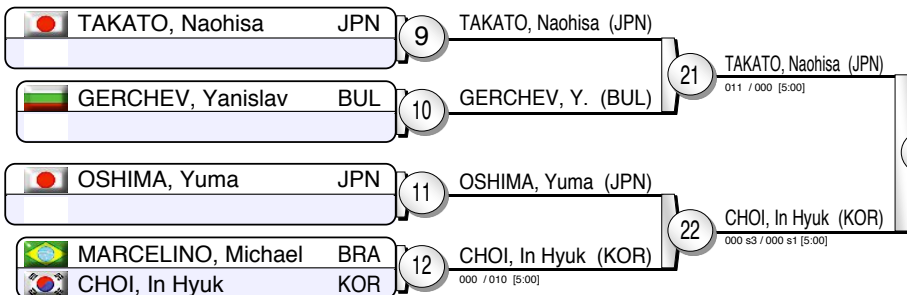 TAKATO, Naohisa JPN
9
TAKATO, Naohisa (JPN)
GERCHEV, Yanislav BUL
10
GERCHEV, Y. (BUL)
21
TAKATO, Naohisa (JPN)
011 / 000 [5:00]
OSHIMA, Yuma JPN
11
OSHIMA, Yuma (JPN)
MARCELINO, Michael BRA
CHOI, In Hyuk KOR
12
CHOI, In Hyuk (KOR)
000 / 010 [5:00]
22
CHOI, In Hyuk (KOR)
000 s3 / 000 s1 [5:00]